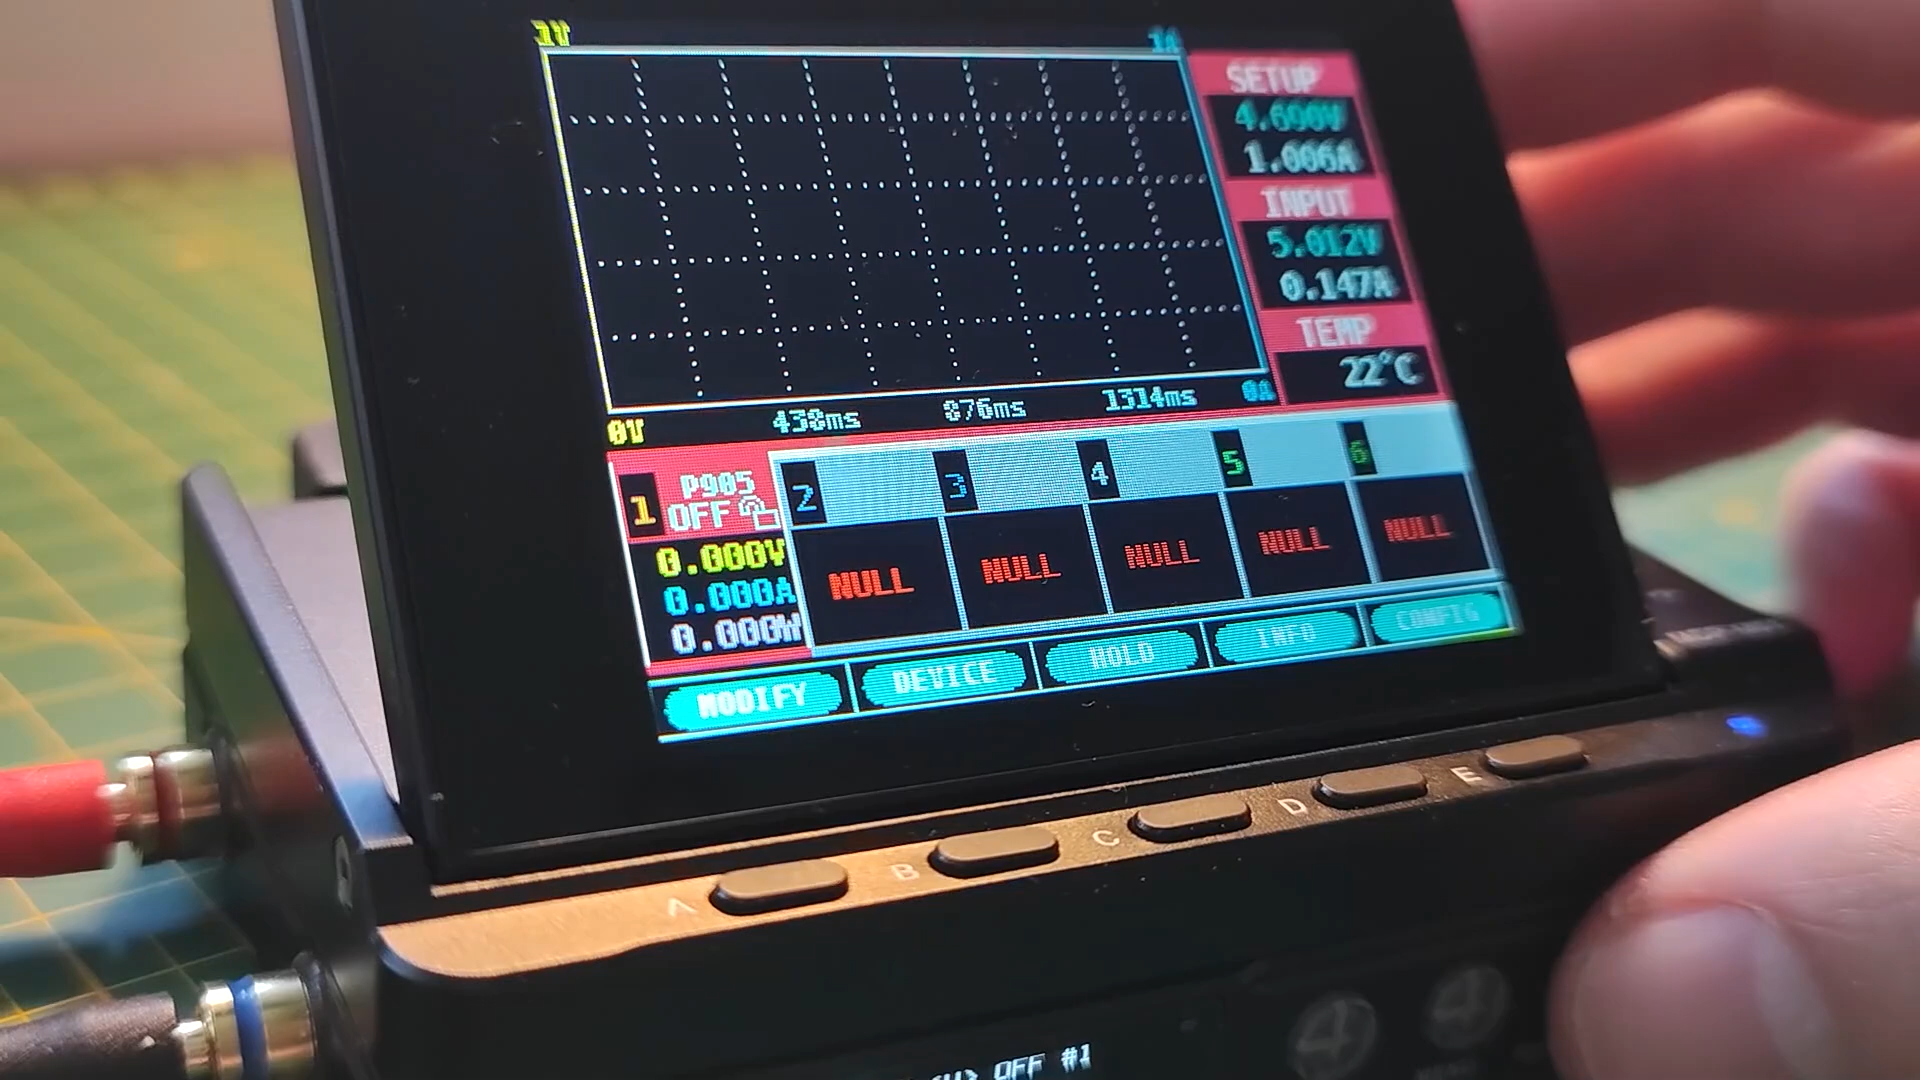 1V 1A
SETUP
4.690V
1.006A
INPUT
5.012V
0.147A
TEMP
22°C
0V 438ms 876ms 1314ms 0A
1 P905 2 3 4 5 6
OFF
0.000V
0.000A
0.000W
NULL NULL NULL NULL NULL
MODIFY DEVICE HOLD INFO CONFIG
A B C D E
OFF #1